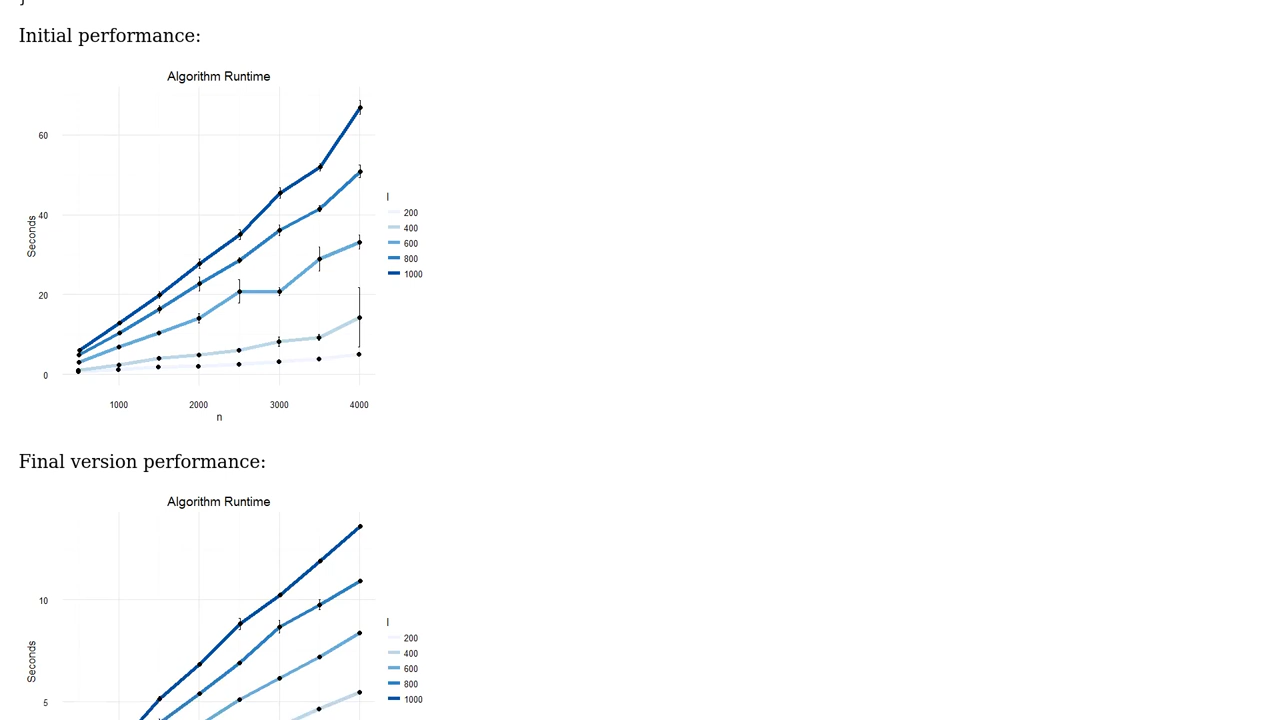 Initial performance:
Algorithm Runtime
60
40
20
0
Seconds
1000 2000 3000 4000
n
l
200
400
600
800
1000
Final version performance:
Algorithm Runtime
10
5
Seconds
l
200
400
600
800
1000